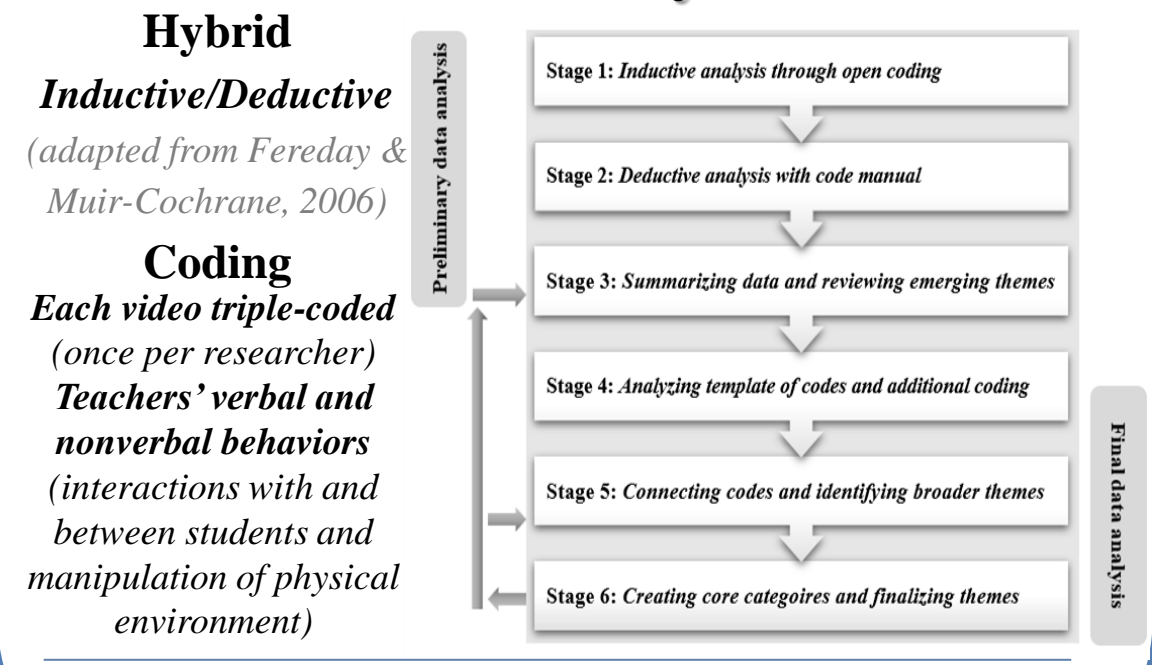 Hybrid
Inductive/Deductive
(adapted from Fereday &
Muir-Cochrane, 2006)
Coding
Each video triple-coded
(once per researcher)
Teachers’ verbal and
nonverbal behaviors
(interactions with and
between students and
manipulation of physical
environment)
Preliminary data analysis
Stage 1: Inductive analysis through open coding
Stage 2: Deductive analysis with code manual
Stage 3: Summarizing data and reviewing emerging themes
Stage 4: Analyzing template of codes and additional coding
Stage 5: Connecting codes and identifying broader themes
Stage 6: Creating core categoires and finalizing themes
Final data analysis